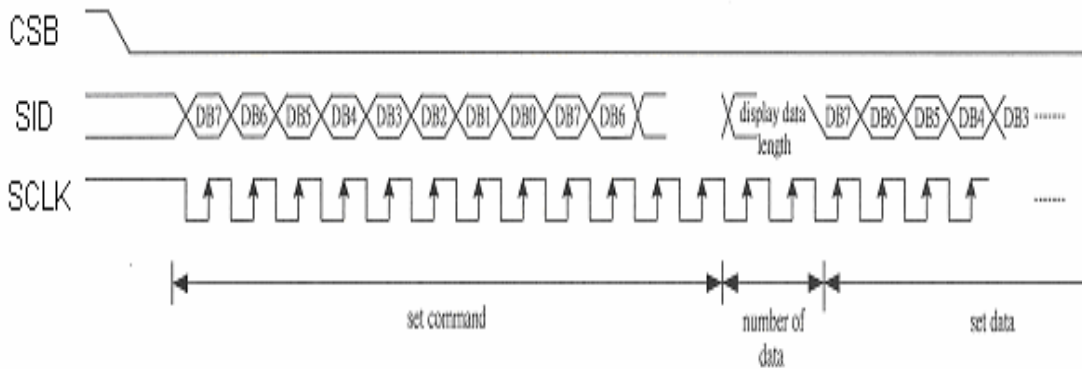 CSB
SID
DB7 DB6 DB5 DB4 DB3 DB2 DB1 DB0 DB7 DB6
display data
length
DB7 DB6 DB5 DB4 DB3 ........
SCLK
........
set command
number of
data
set data